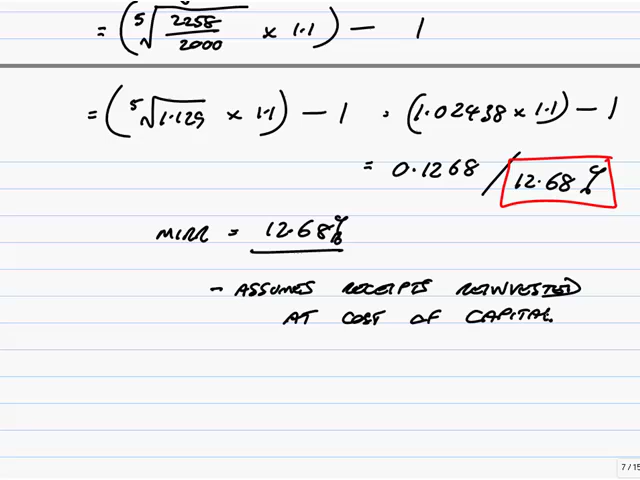 = (⁵√(2258/2000) × 1.1) − 1
= (⁵√1.129 × 1.1) − 1 = (1.02438 × 1.1) − 1
= 0.1268 / 12.68%
MIRR = 12.68%
- ASSUMES RECEIPTS REINVESTED
AT COST OF CAPITAL
7 / 15